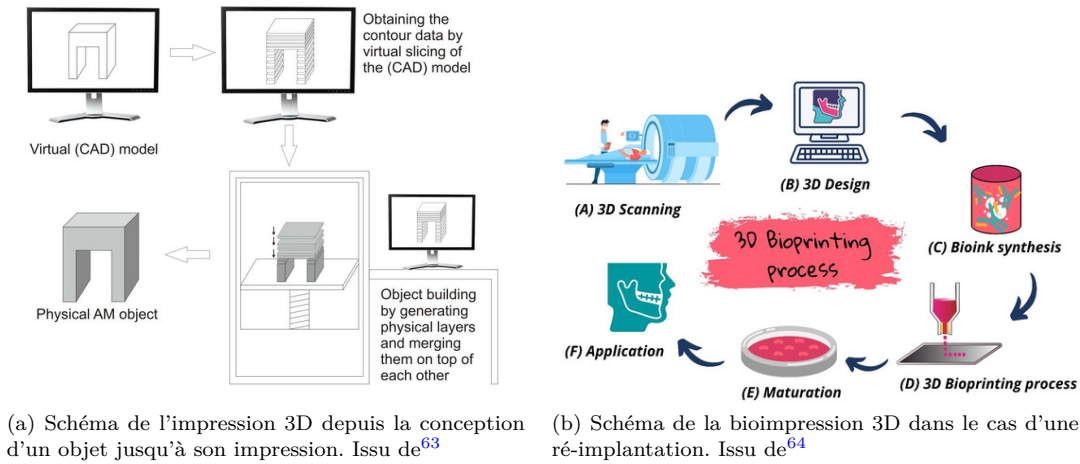 Obtaining the
contour data by
virtual slicing of
the (CAD) model
Virtual (CAD) model
Physical AM object
Object building
by generating
physical layers
and merging
them on top of
each other
(A) 3D Scanning
(B) 3D Design
(C) Bioink synthesis
3D Bioprinting
process
(D) 3D Bioprinting process
(E) Maturation
(F) Application
(a) Schéma de l'impression 3D depuis la conception
d'un objet jusqu'à son impression. Issu de63
(b) Schéma de la bioimpression 3D dans le cas d'une
ré-implantation. Issu de64